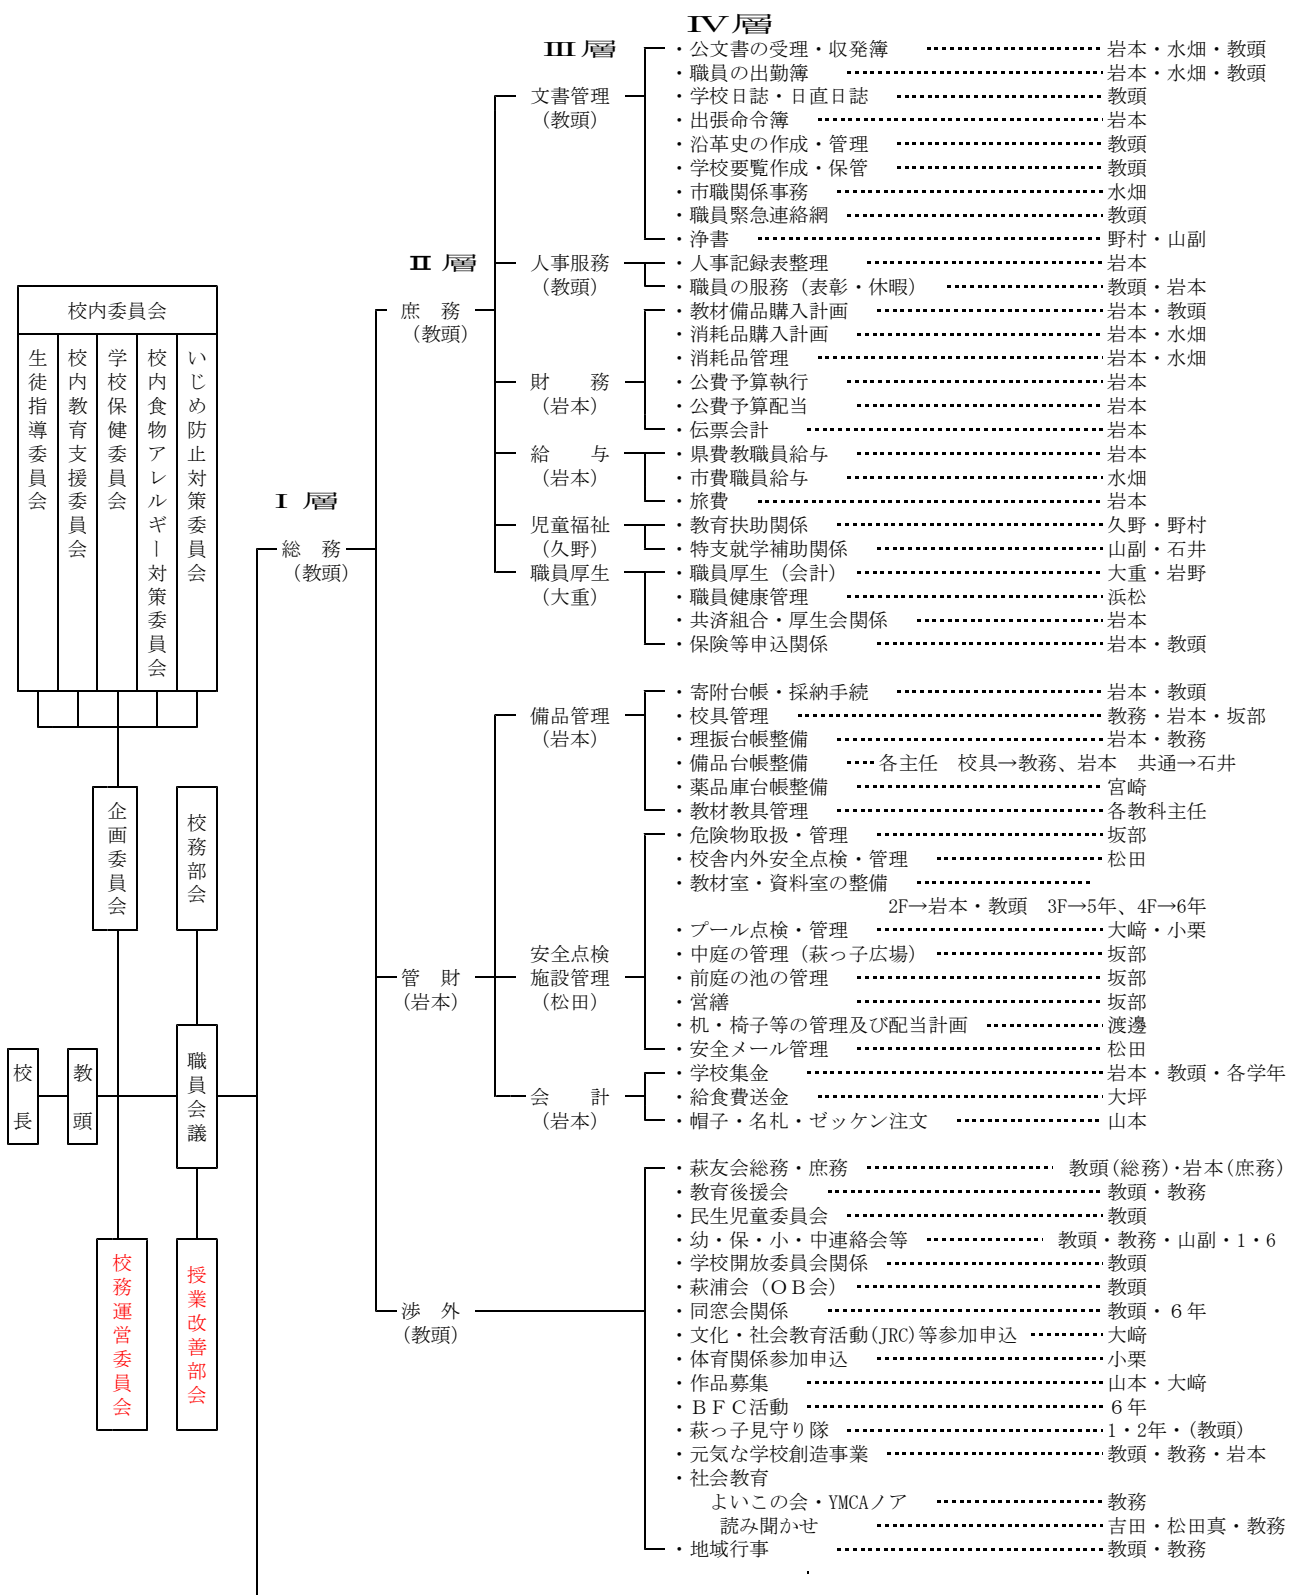 IV層
III層
・公文書の受理・収発簿 岩本・水畑・教頭
・職員の出勤簿 岩本・水畑・教頭
文書管理
・学校日誌・日直日誌 教頭
(教頭)
・出張命令簿 岩本
・沿革史の作成・管理 教頭
・学校要覧作成・保管 教頭
・市職関係事務 水畑
・職員緊急連絡網 教頭
・浄書 野村・山副
II 層
人事服務
(教頭)
・人事記録表整理 岩本
・職員の服務（表彰・休暇） 教頭・岩本
庶 務
(教頭)
・教材備品購入計画 岩本・教頭
・消耗品購入計画 岩本・水畑
・消耗品管理 岩本・水畑
財 務
(岩本)
・公費予算執行 岩本
・公費予算配当 岩本
・伝票会計 岩本
給 与
(岩本)
・県費教職員給与 岩本
・市費職員給与 水畑
・旅費 岩本
I 層
児童福祉
(久野)
・教育扶助関係 久野・野村
・特支就学補助関係 山副・石井
総 務
(教頭)
職員厚生
(大重)
・職員厚生（会計） 大重・岩野
・職員健康管理 浜松
・共済組合・厚生会関係 岩本
・保険等申込関係 岩本・教頭
校内委員会
生徒指導委員会
校内教育支援委員会
学校保健委員会
校内食物アレルギー対策委員会
いじめ防止対策委員会
備品管理
(岩本)
・寄附台帳・採納手続 岩本・教頭
・校具管理 教務・岩本・坂部
・理振台帳整備 岩本・教務
・備品台帳整備 各主任 校具→教務、岩本 共通→石井
・薬品庫台帳整備 宮崎
・教材教具管理 各教科主任
企画委員会
校務部会
・危険物取扱・管理 坂部
・校舎内外安全点検・管理 松田
・教材室・資料室の整備
2F→岩本・教頭 3F→5年、4F→6年
・プール点検・管理 大﨑・小栗
安全点検
施設管理
(松田)
・中庭の管理（萩っ子広場） 坂部
管 財
(岩本)
・前庭の池の管理 坂部
・営繕 坂部
・机・椅子等の管理及び配当計画 渡邊
・安全メール管理 松田
校長
教頭
職員会議
会 計
(岩本)
・学校集金 岩本・教頭・各学年
・給食費送金 大坪
・帽子・名札・ゼッケン注文 山本
・萩友会総務・庶務 教頭(総務)・岩本(庶務)
・教育後援会 教頭・教務
・民生児童委員会 教頭
・幼・保・小・中連絡会等 教頭・教務・山副・1・6
・学校開放委員会関係 教頭
・萩浦会（ＯＢ会） 教頭
校務運営委員会
授業改善部会
渉 外
(教頭)
・同窓会関係 教頭・６年
・文化・社会教育活動(JRC)等参加申込 大﨑
・体育関係参加申込 小栗
・作品募集 山本・大﨑
・ＢＦＣ活動 ６年
・萩っ子見守り隊 1・2年・(教頭)
・元気な学校創造事業 教頭・教務・岩本
・社会教育
よいこの会・YMCAノア 教務
読み聞かせ 吉田・松田真・教務
・地域行事 教頭・教務